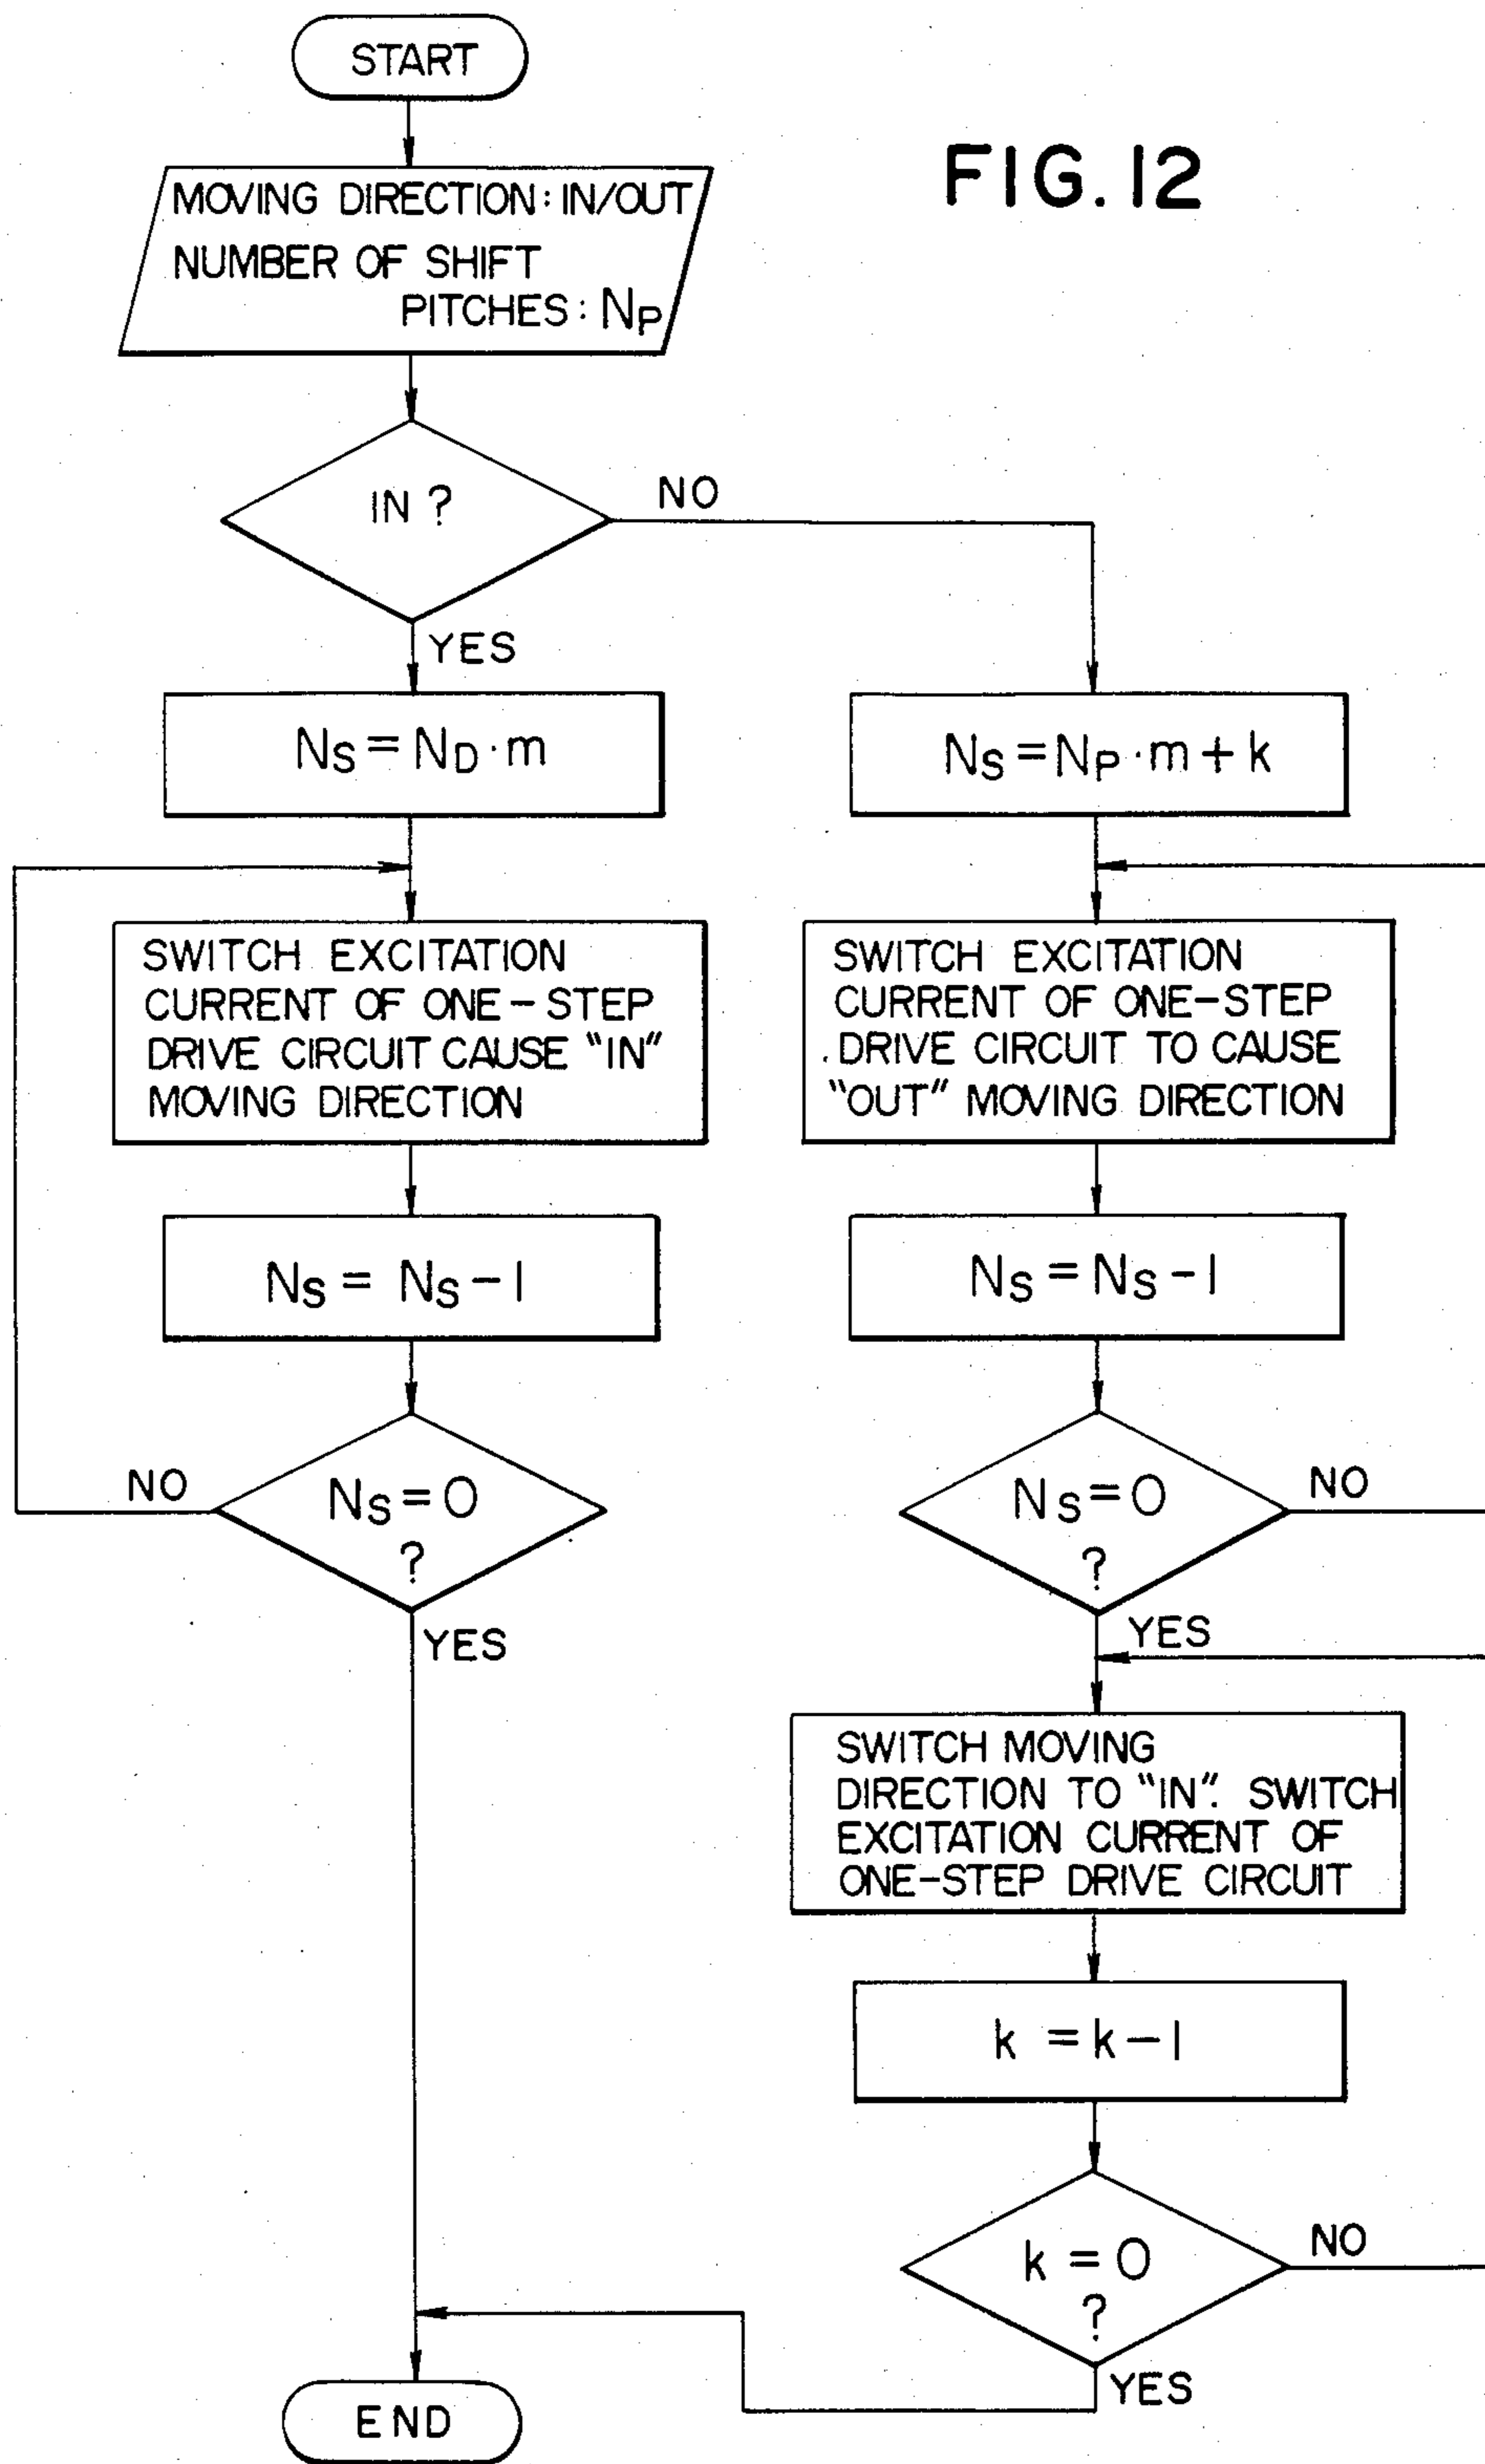 START
FIG. 12
MOVING DIRECTION: IN/OUT
NUMBER OF SHIFT
PITCHES: NP
IN ?
NO
YES
NS = ND · m
SWITCH EXCITATION
CURRENT OF ONE-STEP
DRIVE CIRCUIT CAUSE "IN"
MOVING DIRECTION
NS = NS - 1
NS = 0
?
NO
YES
NS = NP · m + k
SWITCH EXCITATION
CURRENT OF ONE-STEP
DRIVE CIRCUIT TO CAUSE
"OUT" MOVING DIRECTION
NS = NS - 1
NS = 0
?
NO
YES
SWITCH MOVING
DIRECTION TO "IN". SWITCH
EXCITATION CURRENT OF
ONE-STEP DRIVE CIRCUIT
k = k - 1
k = 0
?
NO
YES
END